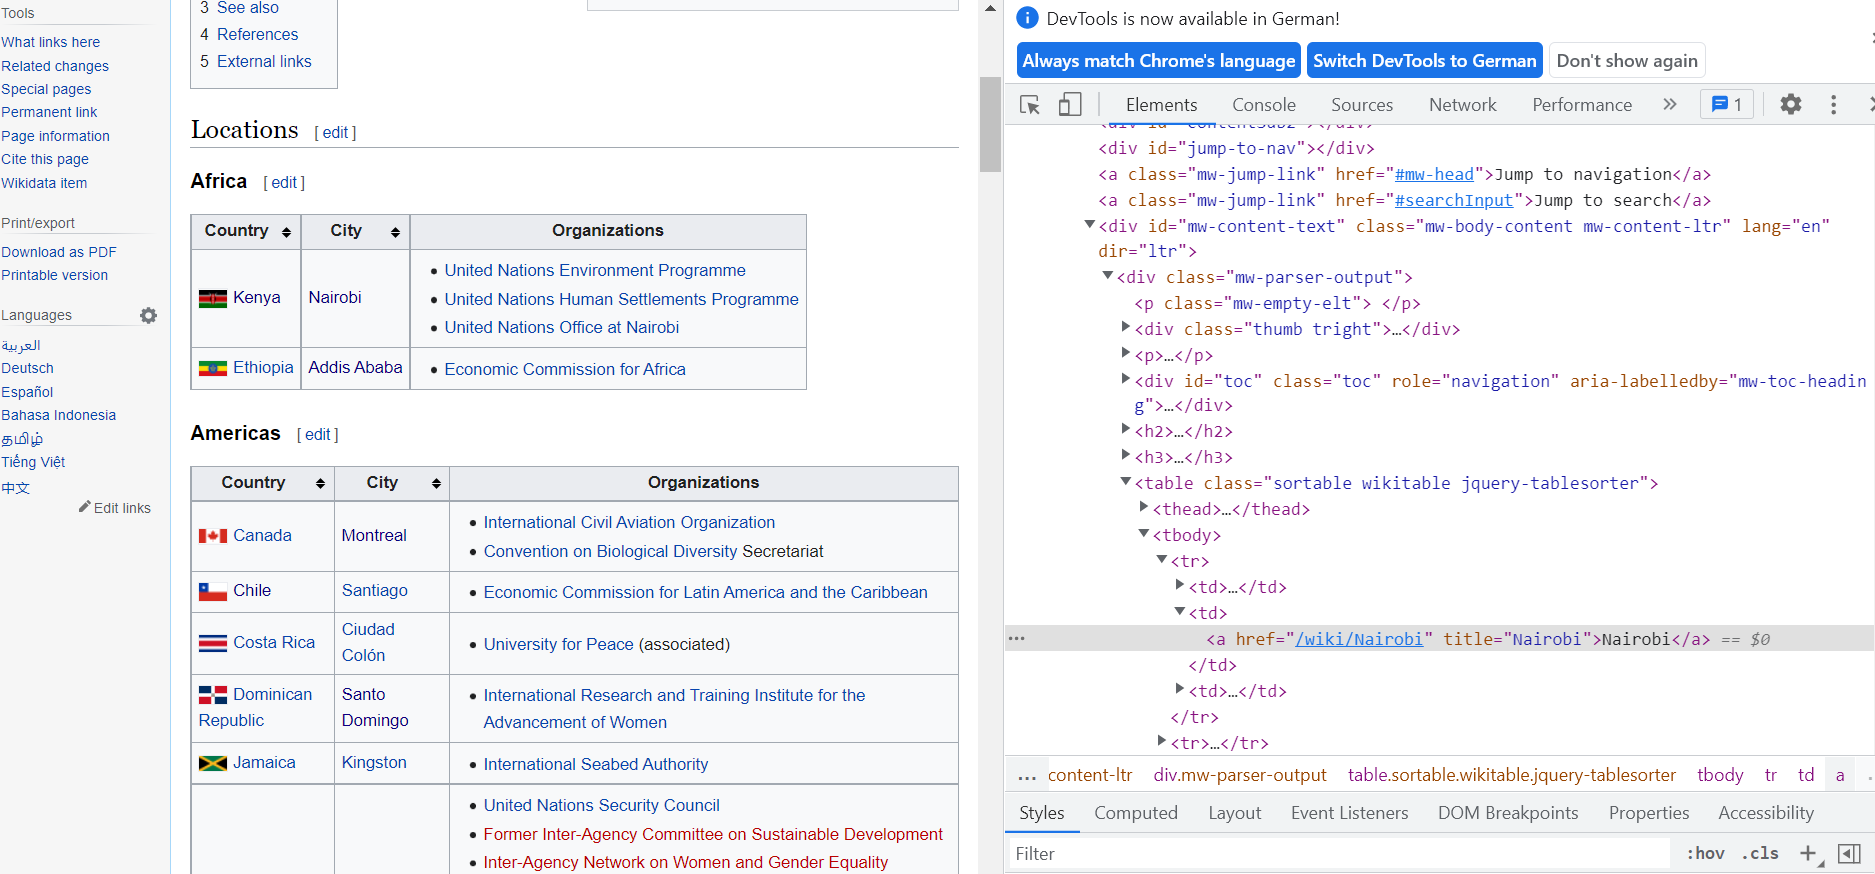 Tools
What links here
Related changes
Special pages
Permanent link
Page information
Cite this page
Wikidata item
Print/export
Download as PDF
Printable version
Languages
العربية
Deutsch
Español
Bahasa Indonesia
தமிழ்
Tiếng Việt
中文
Edit links
3 See also
4 References
5 External links
Locations [ edit ]
Africa [ edit ]
Country City Organizations
Kenya Nairobi
• United Nations Environment Programme
• United Nations Human Settlements Programme
• United Nations Office at Nairobi
Ethiopia Addis Ababa • Economic Commission for Africa
Americas [ edit ]
Country City Organizations
Canada Montreal
• International Civil Aviation Organization
• Convention on Biological Diversity Secretariat
Chile Santiago • Economic Commission for Latin America and the Caribbean
Costa Rica Ciudad
Colón
• University for Peace (associated)
Dominican
Republic
Santo
Domingo
• International Research and Training Institute for the
Advancement of Women
Jamaica Kingston • International Seabed Authority
• United Nations Security Council
• Former Inter-Agency Committee on Sustainable Development
• Inter-Agency Network on Women and Gender Equality
DevTools is now available in German!
Always match Chrome's language Switch DevTools to German Don't show again
Elements Console Sources Network Performance » 1
<div id="contentSub2"></div>
<div id="jump-to-nav"></div>
<a class="mw-jump-link" href="#mw-head">Jump to navigation</a>
<a class="mw-jump-link" href="#searchInput">Jump to search</a>
<div id="mw-content-text" class="mw-body-content mw-content-ltr" lang="en"
dir="ltr">
<div class="mw-parser-output">
<p class="mw-empty-elt"> </p>
<div class="thumb tright">…</div>
<p>…</p>
<div id="toc" class="toc" role="navigation" aria-labelledby="mw-toc-headin
g">…</div>
<h2>…</h2>
<h3>…</h3>
<table class="sortable wikitable jquery-tablesorter">
<thead>…</thead>
<tbody>
<tr>
<td>…</td>
<td>
<a href="/wiki/Nairobi" title="Nairobi">Nairobi</a> == $0
</td>
<td>…</td>
</tr>
<tr>…</tr>
… content-ltr div.mw-parser-output table.sortable.wikitable.jquery-tablesorter tbody tr td a
Styles Computed Layout Event Listeners DOM Breakpoints Properties Accessibility
Filter :hov .cls +